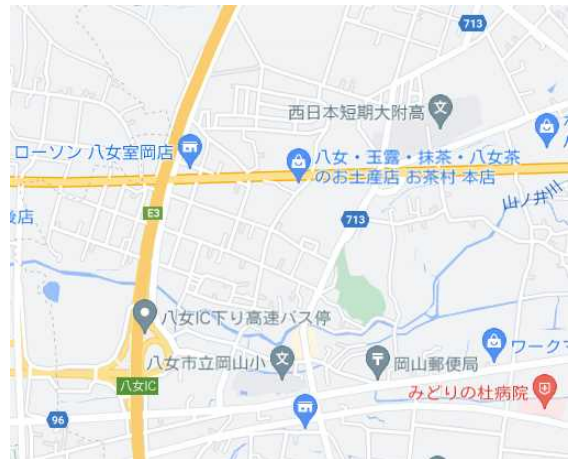 713
西日本短期大附高
ローソン 八女室岡店
八女・玉露・抹茶・八女茶
のお土産店 お茶村 本店
山ノ井川
E3
713
店
八女IC下り高速バス停
八女市立岡山小
岡山郵便局
ワークマ
八女IC
みどりの杜病院
96